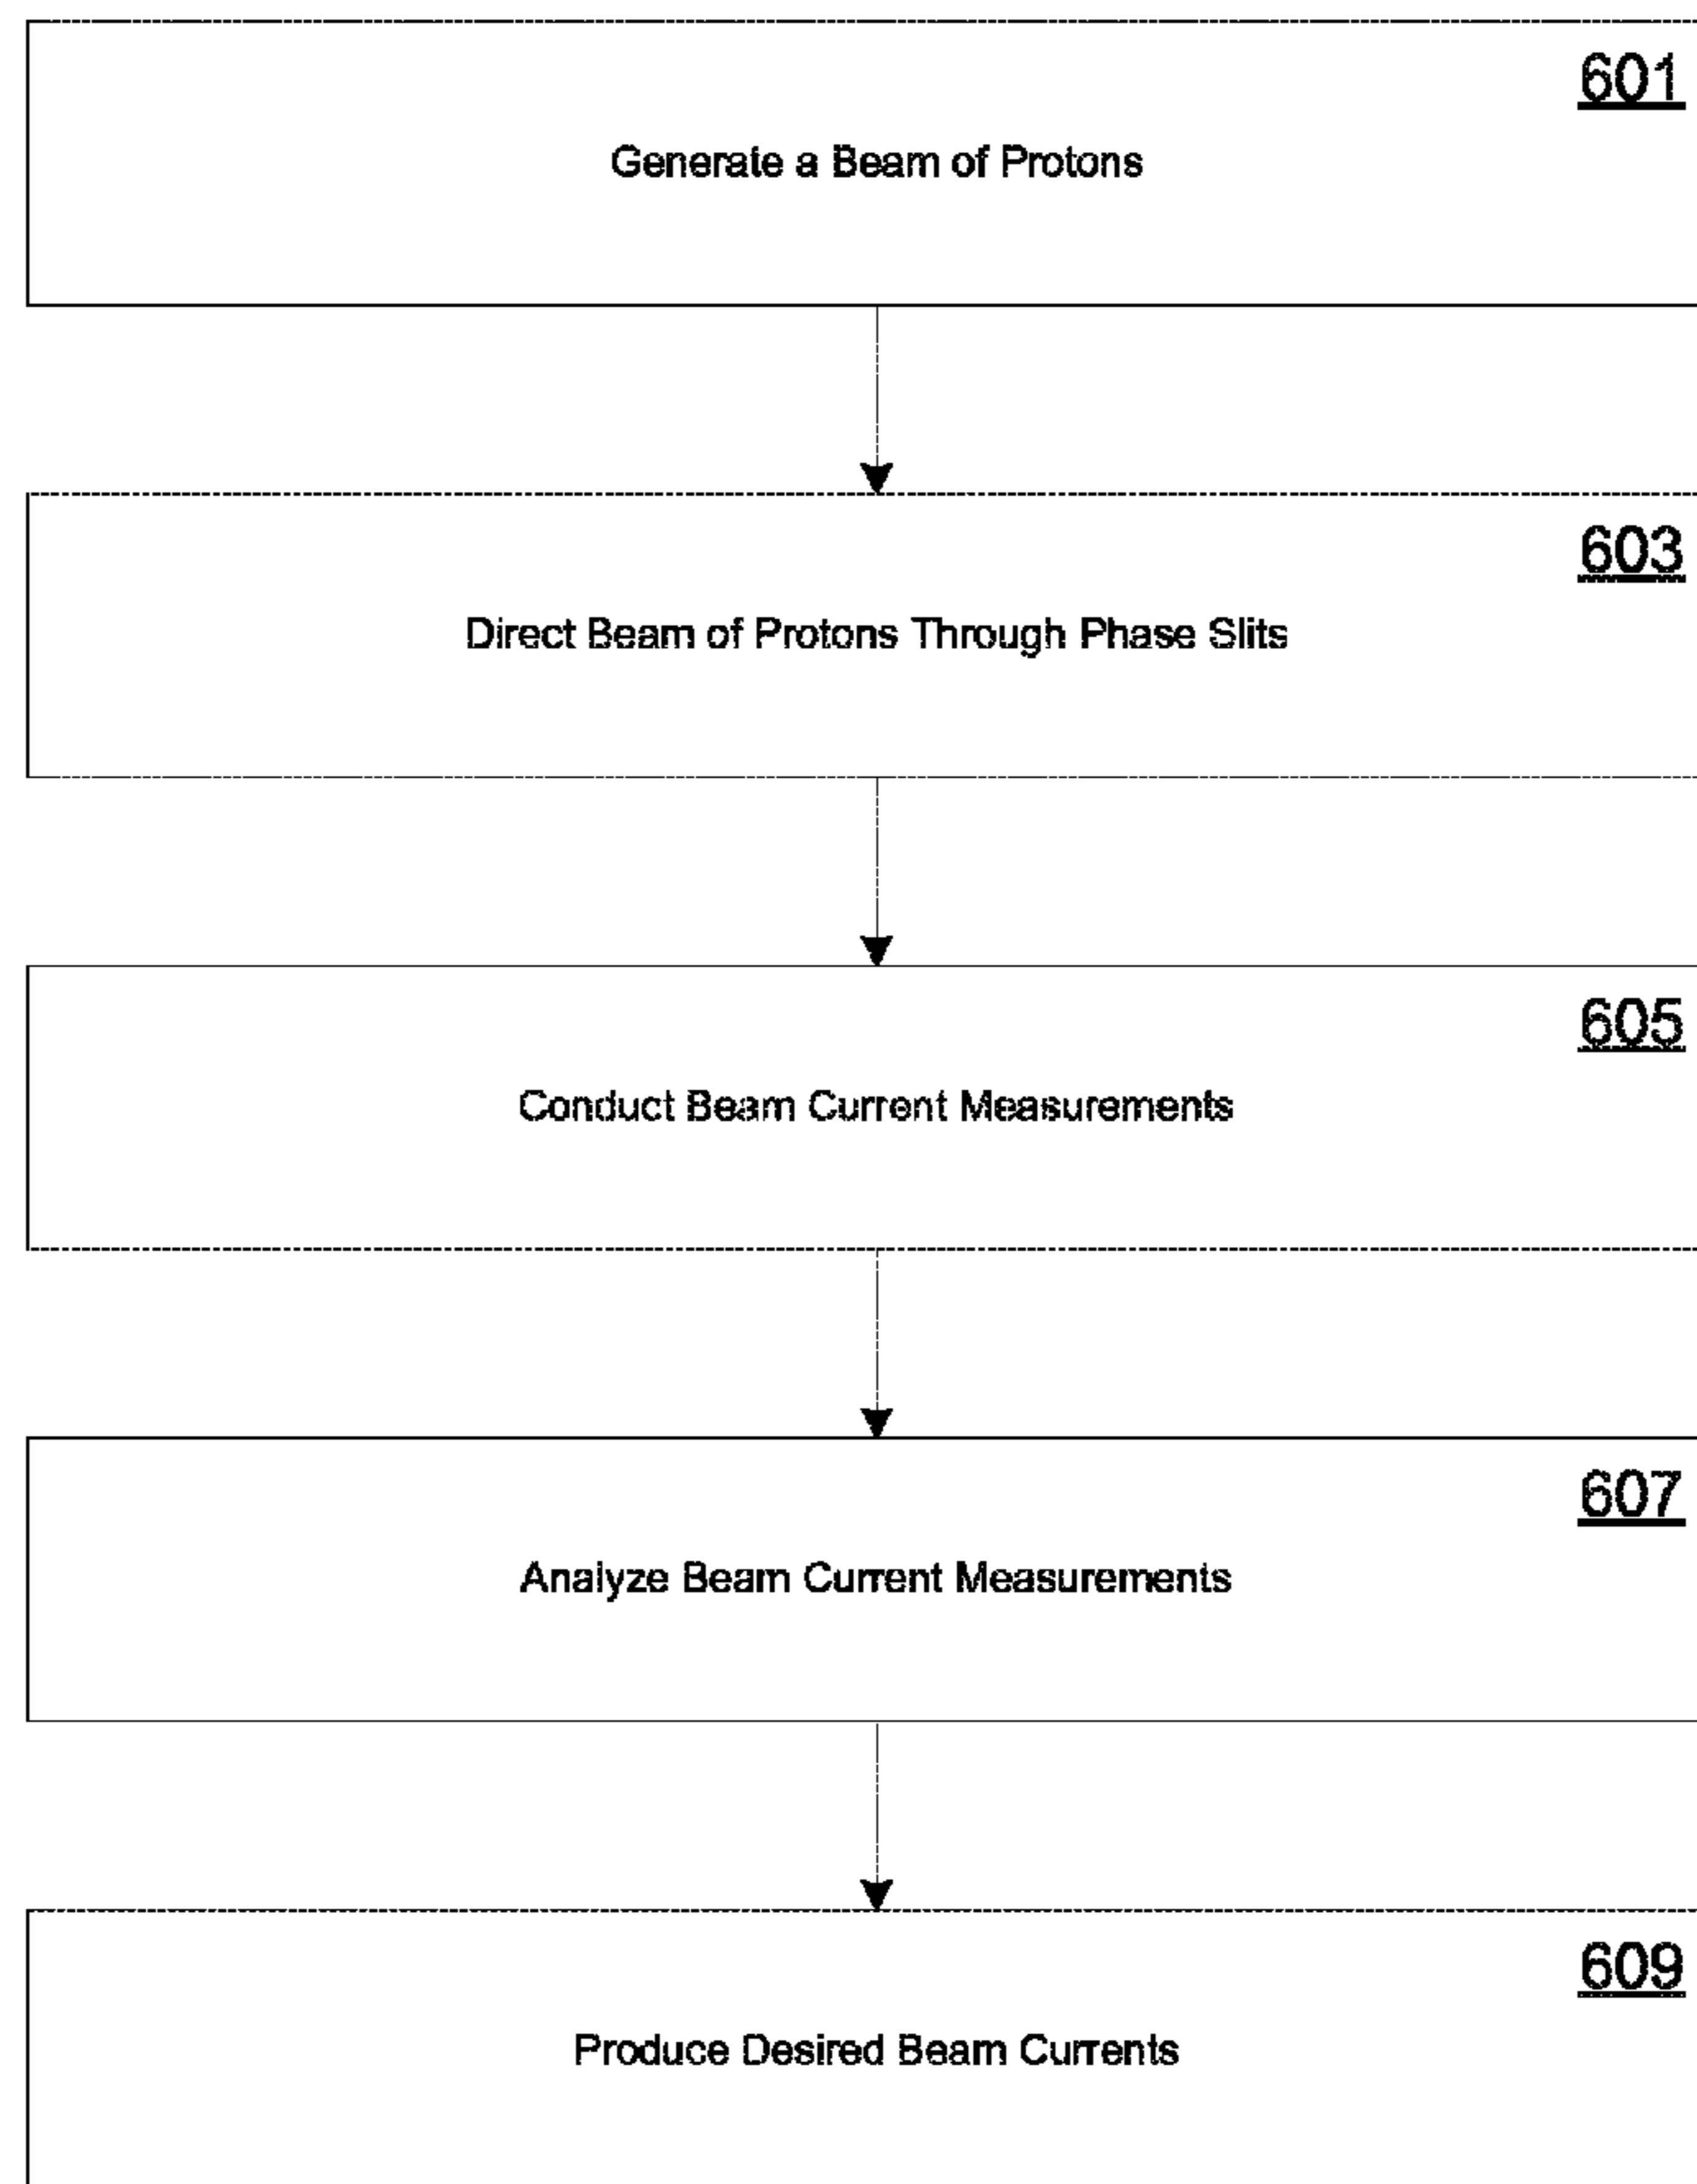 601
Generate a Beam of Protons
603
Direct Beam of Protons Through Phase Slits
605
Conduct Beam Current Measurements
607
Analyze Beam Current Measurements
609
Produce Desired Beam Currents